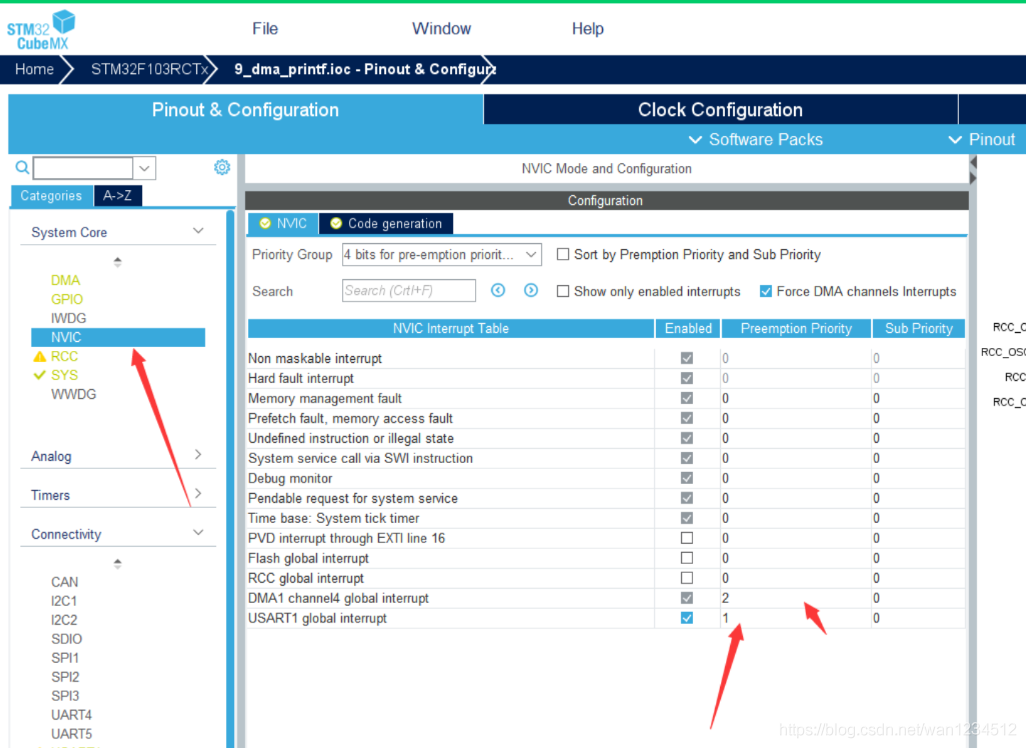 STM32
CubeMX
File Window Help
Home STM32F103RCTx 9_dma_printf.ioc - Pinout & Configur
Pinout & Configuration Clock Configuration
Software Packs Pinout
NVIC Mode and Configuration
Categories A->Z
Configuration
System Core
NVIC Code generation
Priority Group 4 bits for pre-emption priorit... Sort by Premption Priority and Sub Priority
Search Search (Crtl+F) Show only enabled interrupts Force DMA channels Interrupts
DMA
GPIO
IWDG
NVIC
RCC
SYS
WWDG
Analog
Timers
Connectivity
CAN
I2C1
I2C2
SDIO
SPI1
SPI2
SPI3
UART4
UART5
NVIC Interrupt Table Enabled Preemption Priority Sub Priority
Non maskable interrupt 0 0
Hard fault interrupt 0 0
Memory management fault 0 0
Prefetch fault, memory access fault 0 0
Undefined instruction or illegal state 0 0
System service call via SWI instruction 0 0
Debug monitor 0 0
Pendable request for system service 0 0
Time base: System tick timer 0 0
PVD interrupt through EXTI line 16 0 0
Flash global interrupt 0 0
RCC global interrupt 0 0
DMA1 channel4 global interrupt 2 0
USART1 global interrupt 1 0
RCC_O
RCC_OSC
RCC
RCC_O
https://blog.csdn.net/wan1234512